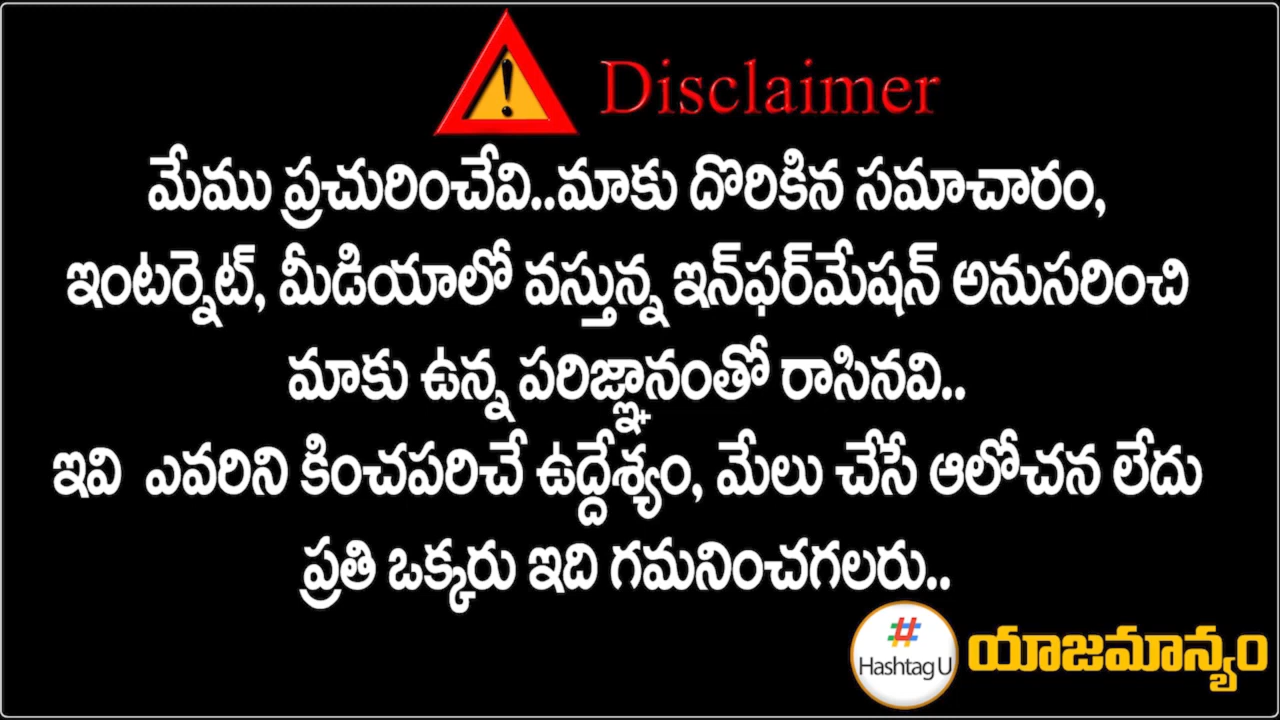 Disclaimer
మేము ప్రచురించేవి..మాకు దొరికిన సమాచారం,
ఇంటర్నెట్, మీడియాలో వస్తున్న ఇన్‌ఫర్‌మేషన్ అనుసరించి
మాకు ఉన్న పరిజ్ఞానంతో రాసినవి..
ఇవి ఎవరిని కించపరిచే ఉద్దేశ్యం, మేలు చేసే ఆలోచన లేదు
ప్రతి ఒక్కరు ఇది గమనించగలరు..
#
Hashtag U
యాజమాన్యం